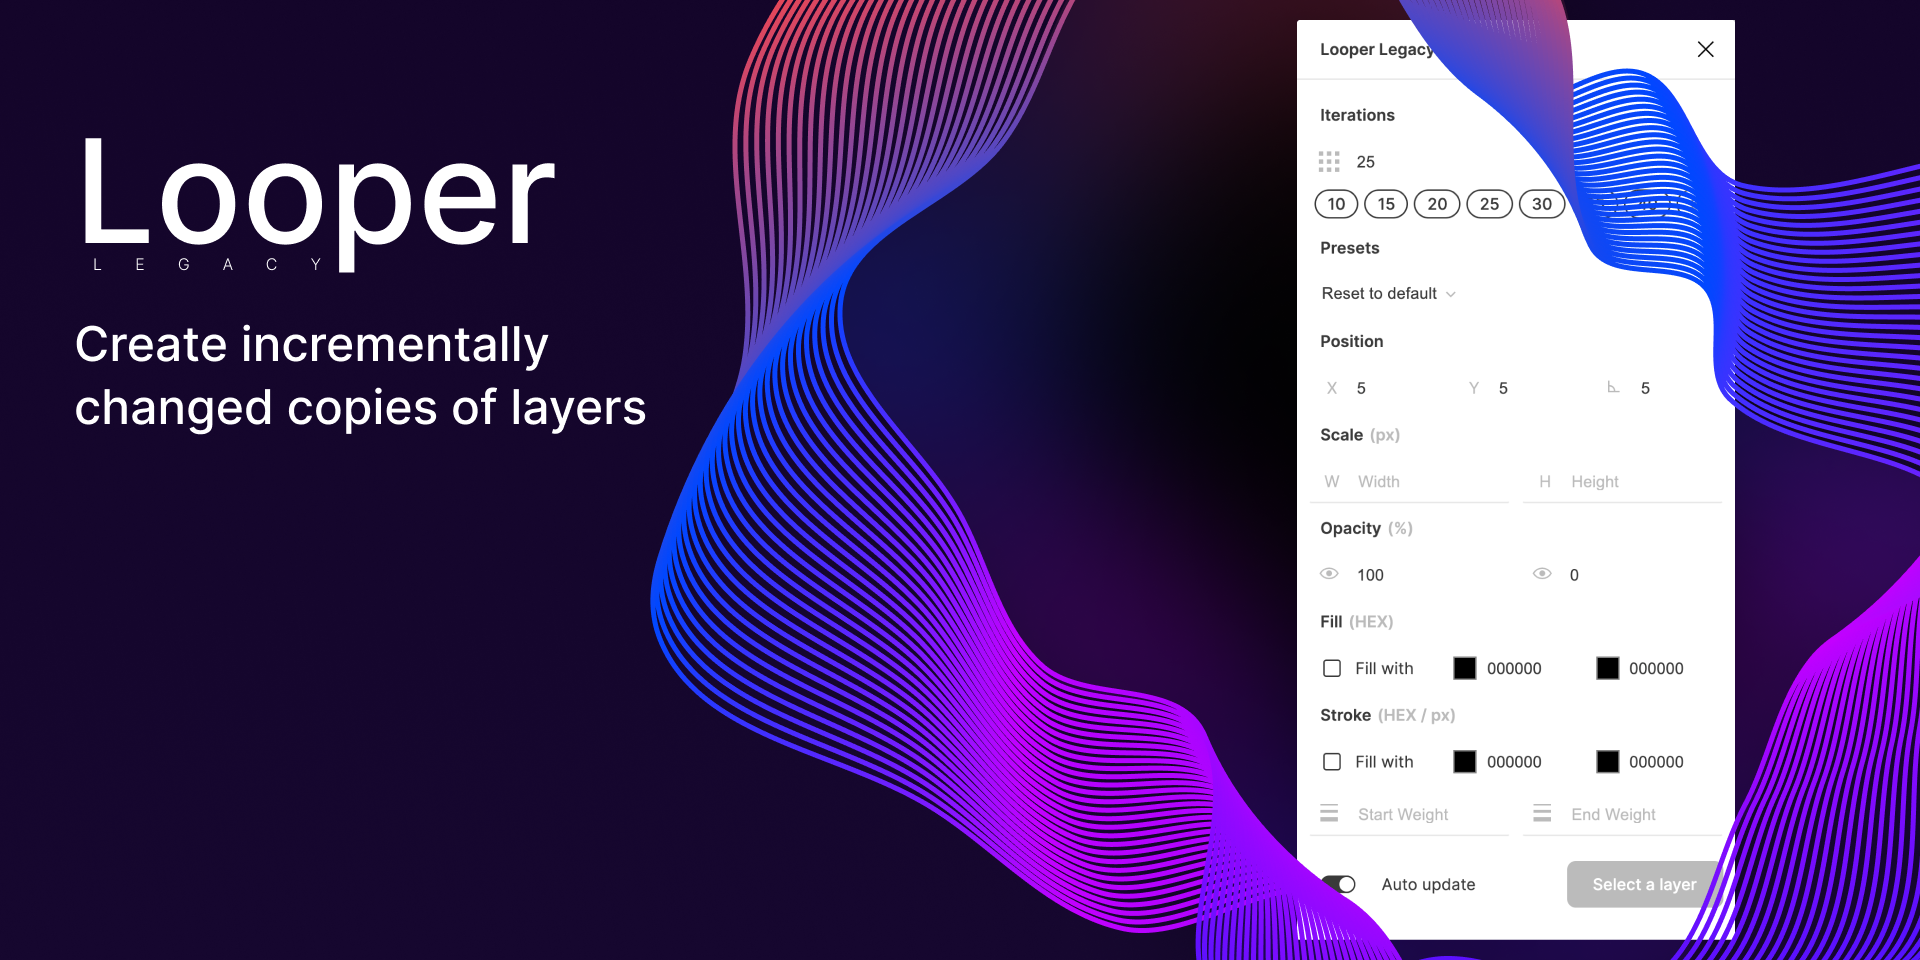 Looper
LEGACY
Create incrementally
changed copies of layers
Looper Legacy
Iterations
25
10 15 20 25 30
Presets
Reset to default
Position
X 5 Y 5 5
Scale (px)
W Width H Height
Opacity (%)
100 0
Fill (HEX)
Fill with 000000 000000
Stroke (HEX / px)
Fill with 000000 000000
Start Weight End Weight
Auto update Select a layer